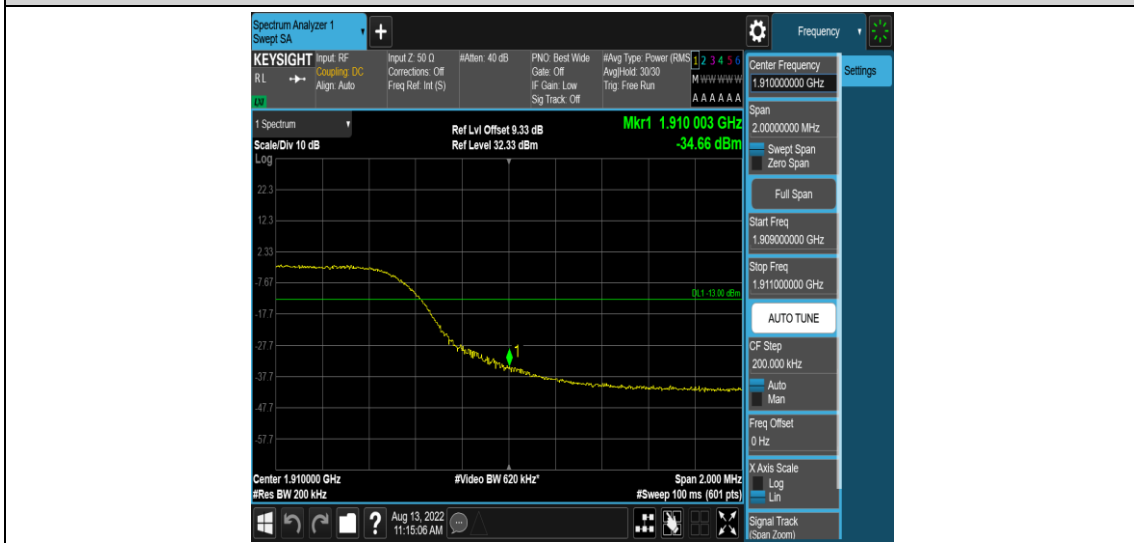 Spectrum Analyzer 1
Swept SA
+
Frequency
KEYSIGHT
RL
LXI
Input: RF
Coupling: DC
Align: Auto
Input Z: 50 Ω
Corrections: Off
Freq Ref: Int (S)
#Atten: 40 dB
PNO: Best Wide
Gate: Off
IF Gain: Low
Sig Track: Off
#Avg Type: Power (RMS
Avg|Hold: 30/30
Trig: Free Run
1 2 3 4 5 6
M W W W W W
A A A A A A
1 Spectrum
Scale/Div 10 dB
Log
Ref Lvl Offset 9.33 dB
Ref Level 32.33 dBm
Mkr1 1.910 003 GHz
-34.66 dBm
22.3
12.3
2.33
-7.67
-17.7
-27.7
-37.7
-47.7
-57.7
DL1 -13.00 dBm
1
Center 1.910000 GHz
#Res BW 200 kHz
#Video BW 620 kHz*
Span 2.000 MHz
#Sweep 100 ms (601 pts)
Aug 13, 2022
11:15:06 AM
?
Center Frequency
1.910000000 GHz
Settings
Span
2.00000000 MHz
Swept Span
Zero Span
Full Span
Start Freq
1.909000000 GHz
Stop Freq
1.911000000 GHz
AUTO TUNE
CF Step
200.000 kHz
Auto
Man
Freq Offset
0 Hz
X Axis Scale
Log
Lin
Signal Track
(Span Zoom)